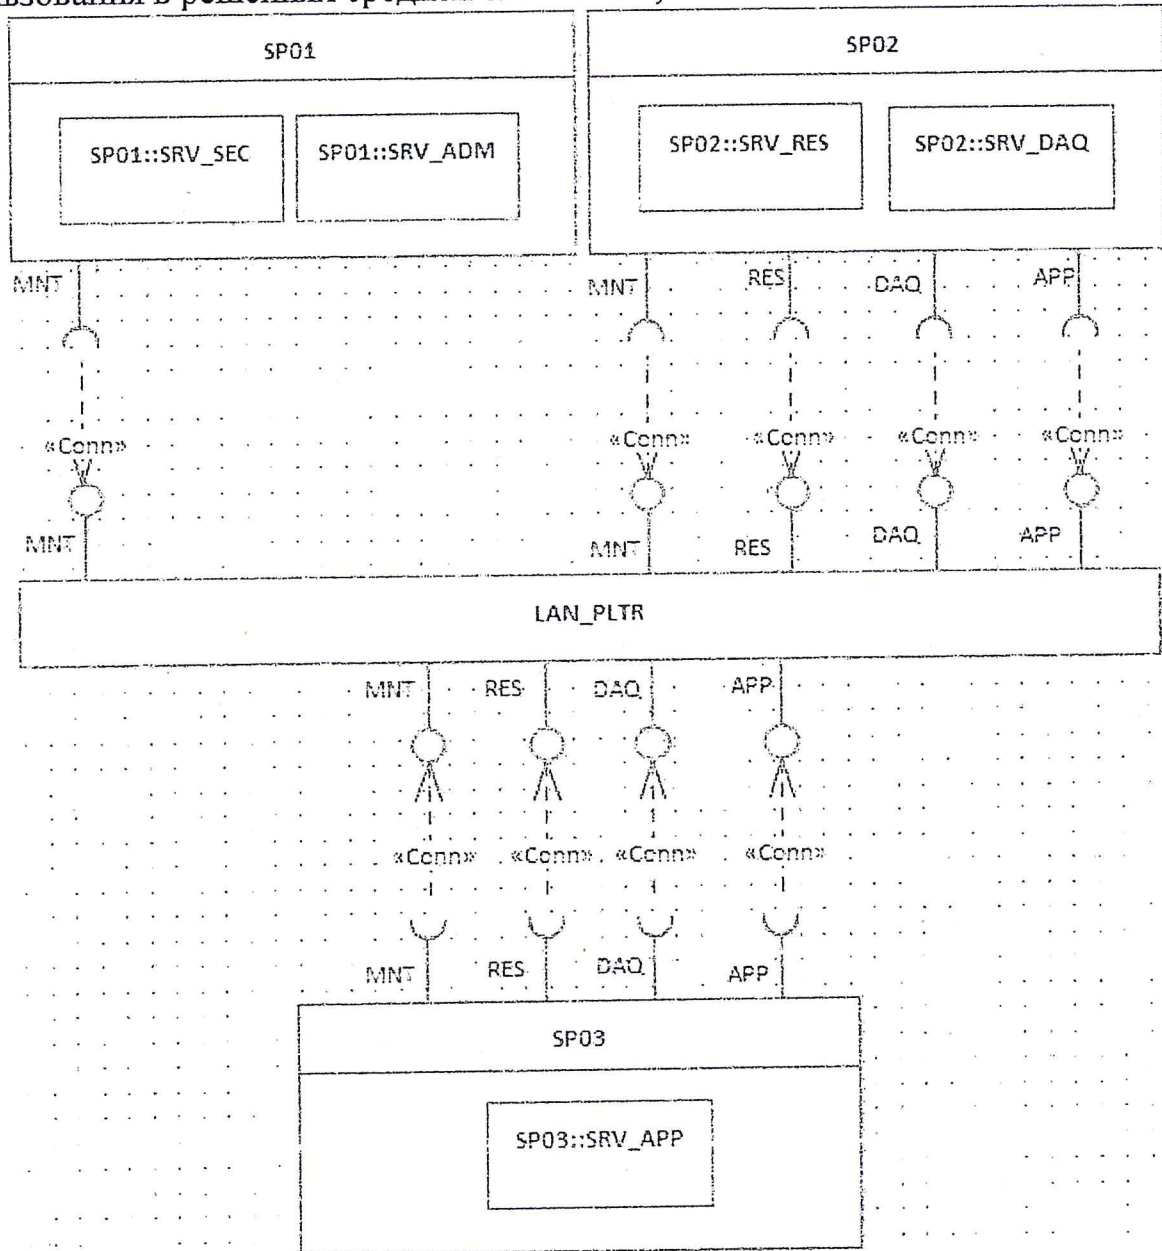 SP01 SP02
SP01::SRV_SEC SP01::SRV_ADM SP02::SRV_RES SP02::SRV_DAQ
MNT MNT RES DAQ APP
«Conn» «Conn» «Conn» «Conn» «Conn»
MNT MNT RES DAQ APP
LAN_PLTR
MNT RES DAQ APP
«Conn» «Conn» «Conn» «Conn»
MNT RES DAQ APP
SP03
SP03::SRV_APP